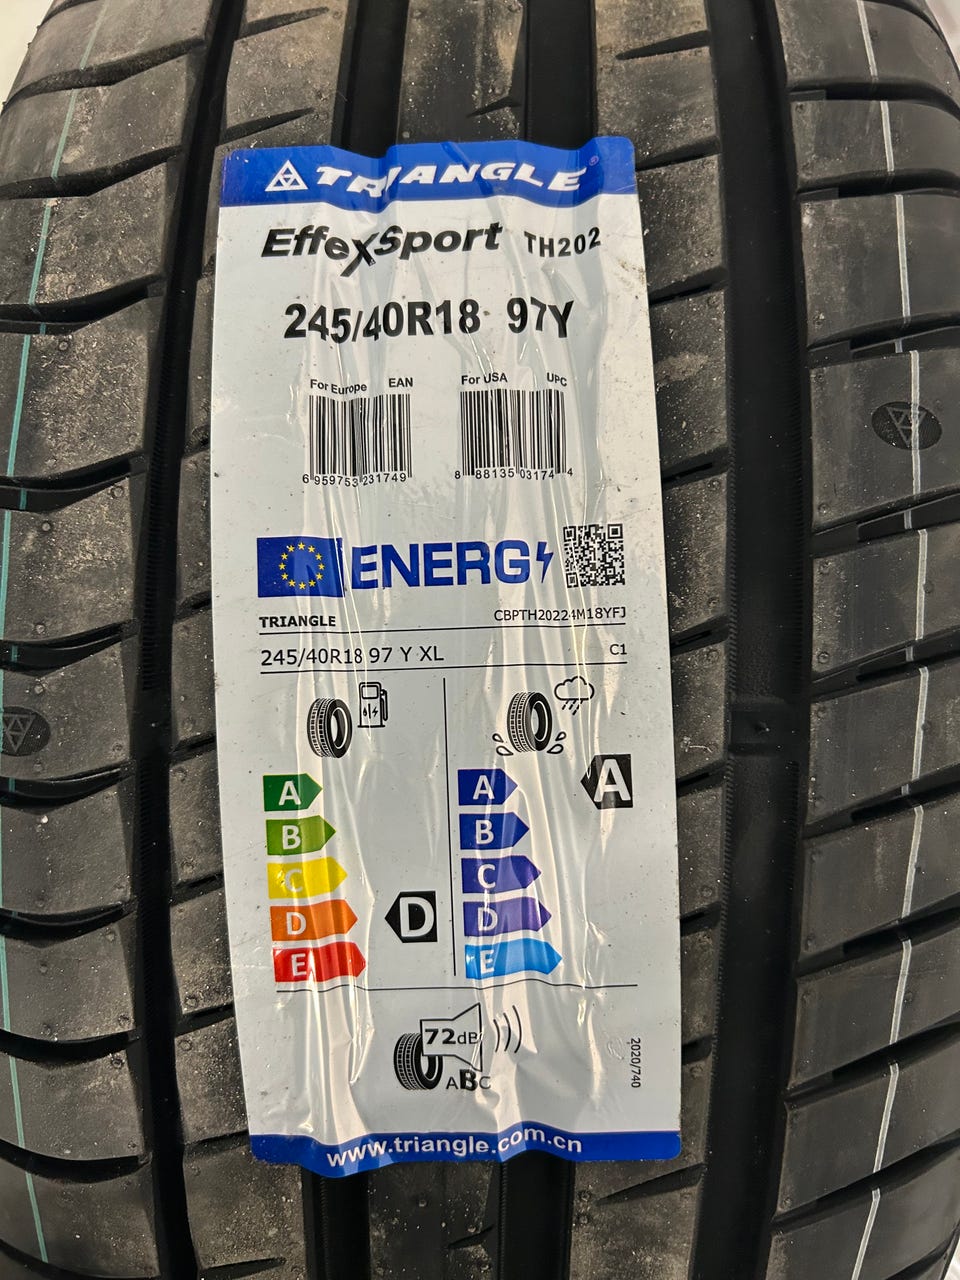 TRIANGLE®
EffeXSport TH202
245/40R18 97Y
For Europe EAN
For USA UPC
6 959753 231749
8 88135 03174 4
ENERG
TRIANGLE CBPTH20224M18YFJ
245/40R18 97 Y XL C1
A
B
C
D
E
D
A
B
C
D
E
A
72dB
ABC
2020/740
www.triangle.com.cn